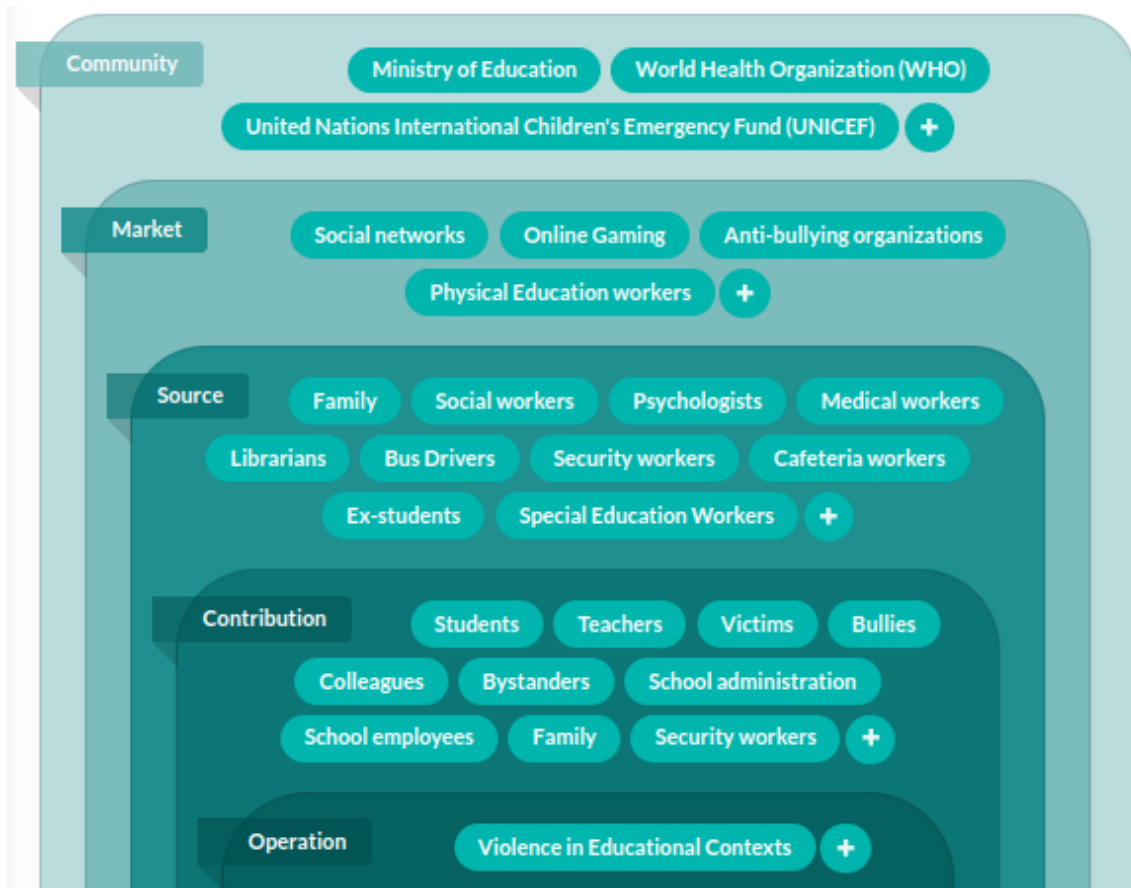 Community
Ministry of Education World Health Organization (WHO)
United Nations International Children's Emergency Fund (UNICEF) +
Market
Social networks Online Gaming Anti-bullying organizations
Physical Education workers +
Source
Family Social workers Psychologists Medical workers
Librarians Bus Drivers Security workers Cafeteria workers
Ex-students Special Education Workers +
Contribution
Students Teachers Victims Bullies
Colleagues Bystanders School administration
School employees Family Security workers +
Operation
Violence in Educational Contexts +